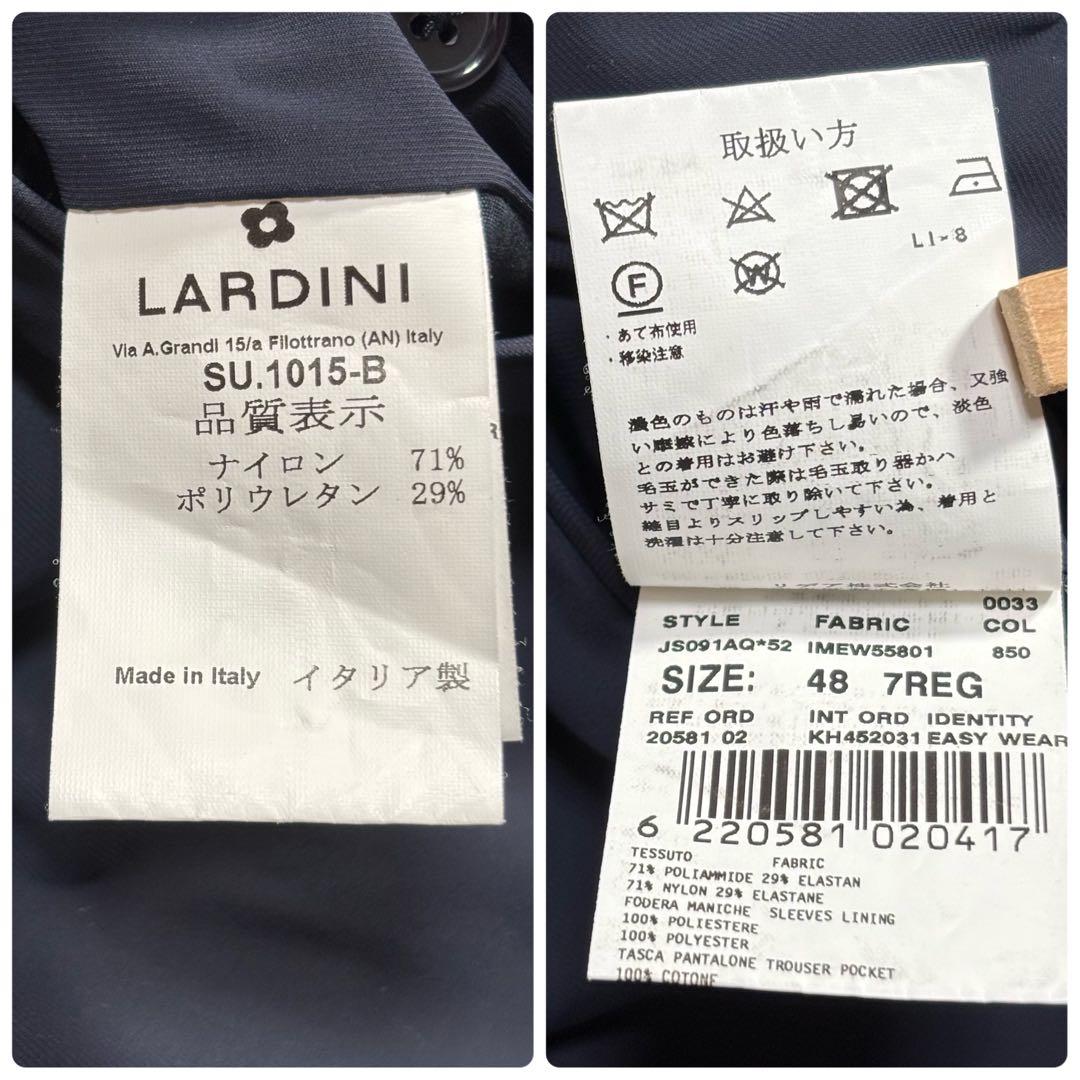 LARDINI
Via A.Grandi 15/a Filottrano (AN) Italy
SU.1015-B
品質表示
ナイロン 71%
ポリウレタン 29%
Made in Italy イタリア製
取扱い方
LI-8
F
W
・あて布使用
・移染注意
濃色のものは汗や雨で濡れた場合、又強
い摩擦により色落ちし易いので、淡色
との着用はお避け下さい。
毛玉ができた際は毛玉取り器かハ
サミで丁寧に取り除いて下さい。
縫目よりスリップしやすい為、着用と
洗濯は十分注意して下さい。
0033
STYLE FABRIC COL
JS091AQ*52 IMEW55801 850
SIZE: 48 7REG
REF ORD INT ORD IDENTITY
20581 02 KH452031 EASY WEAR
6 220581 020417
TESSUTO FABRIC
71% POLIAMMIDE 29% ELASTAN
71% NYLON 29% ELASTANE
FODERA MANICHE SLEEVES LINING
100% POLIESTERE
100% POLYESTER
TASCA PANTALONE TROUSER POCKET
100% COTONE